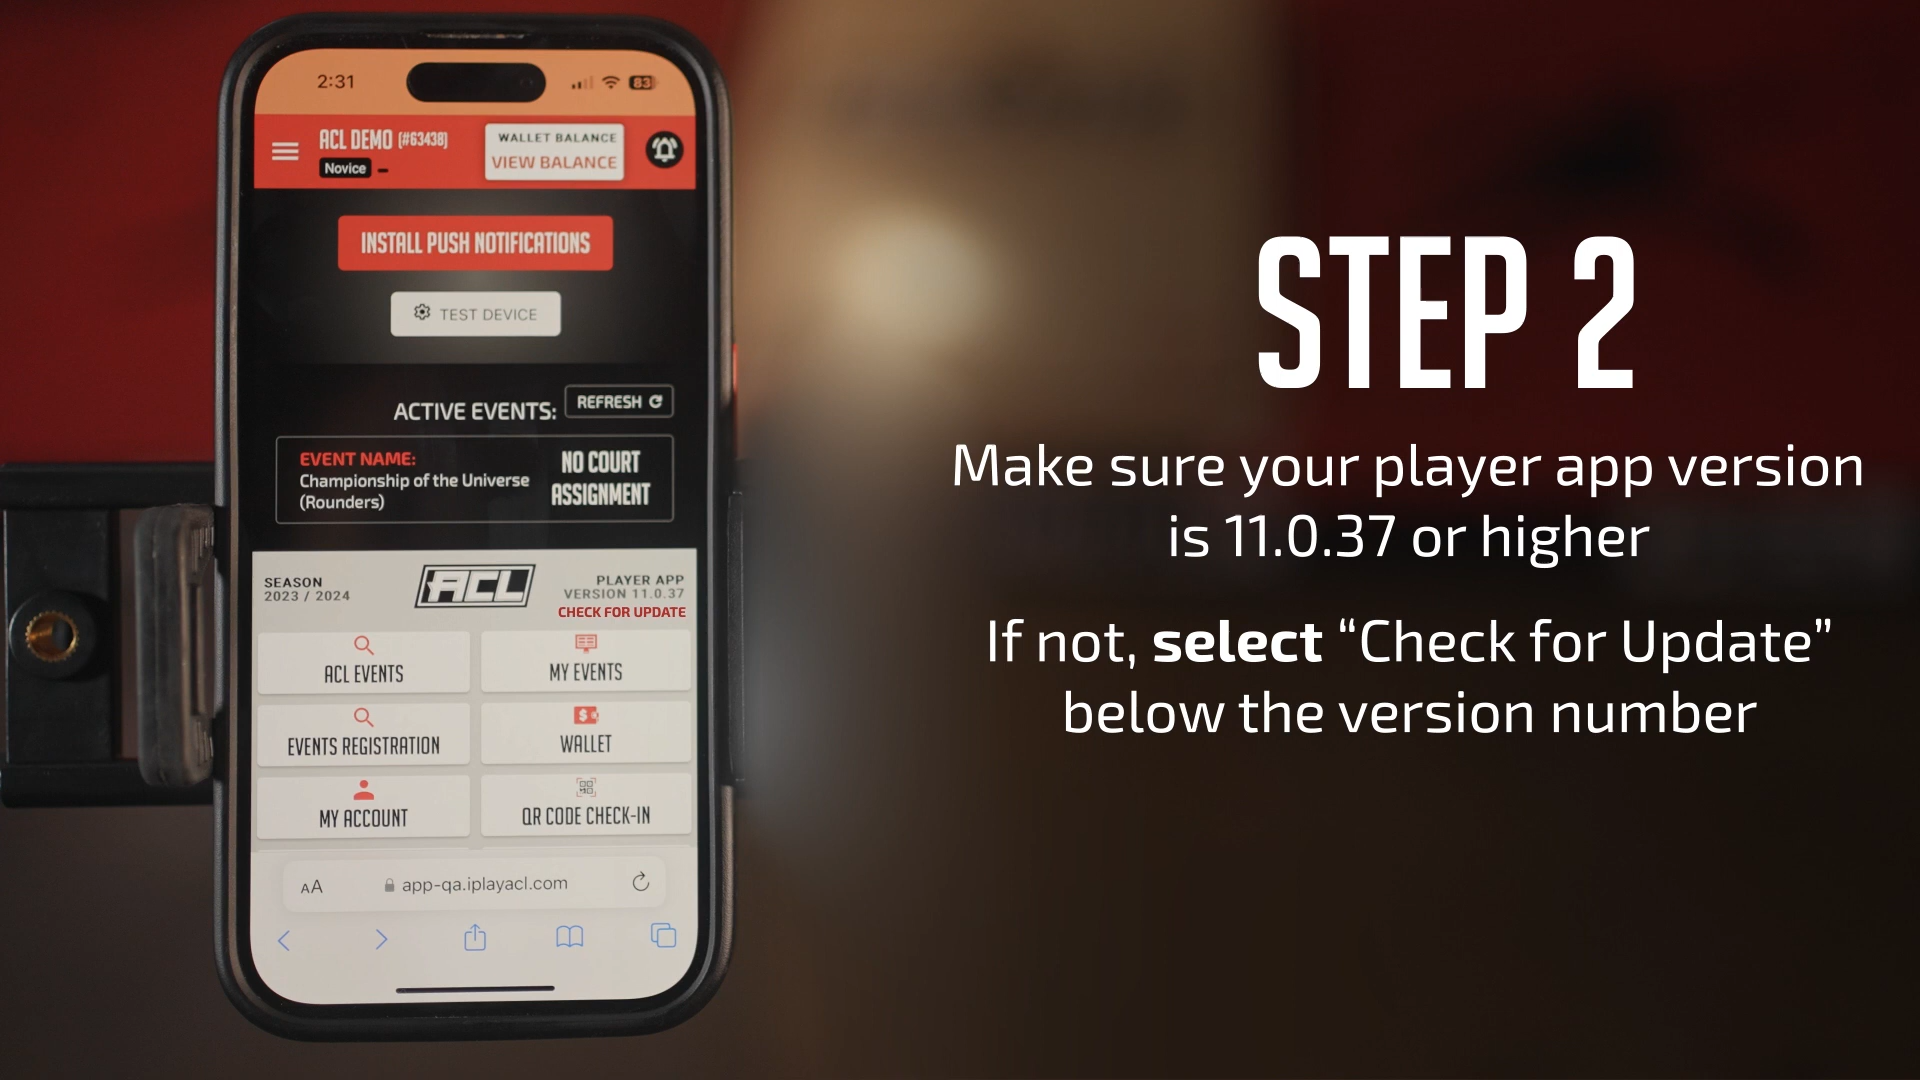 2:31
83
ACL DEMO (#63438)
Novice -
WALLET BALANCE
VIEW BALANCE
INSTALL PUSH NOTIFICATIONS
TEST DEVICE
ACTIVE EVENTS:
REFRESH
EVENT NAME:
Championship of the Universe
(Rounders)
NO COURT
ASSIGNMENT
SEASON
2023 / 2024
ACL
PLAYER APP
VERSION 11.0.37
CHECK FOR UPDATE
ACL EVENTS
MY EVENTS
EVENTS REGISTRATION
WALLET
MY ACCOUNT
QR CODE CHECK-IN
AA
app-qa.iplayacl.com
STEP 2
Make sure your player app version
is 11.0.37 or higher
If not, select “Check for Update”
below the version number